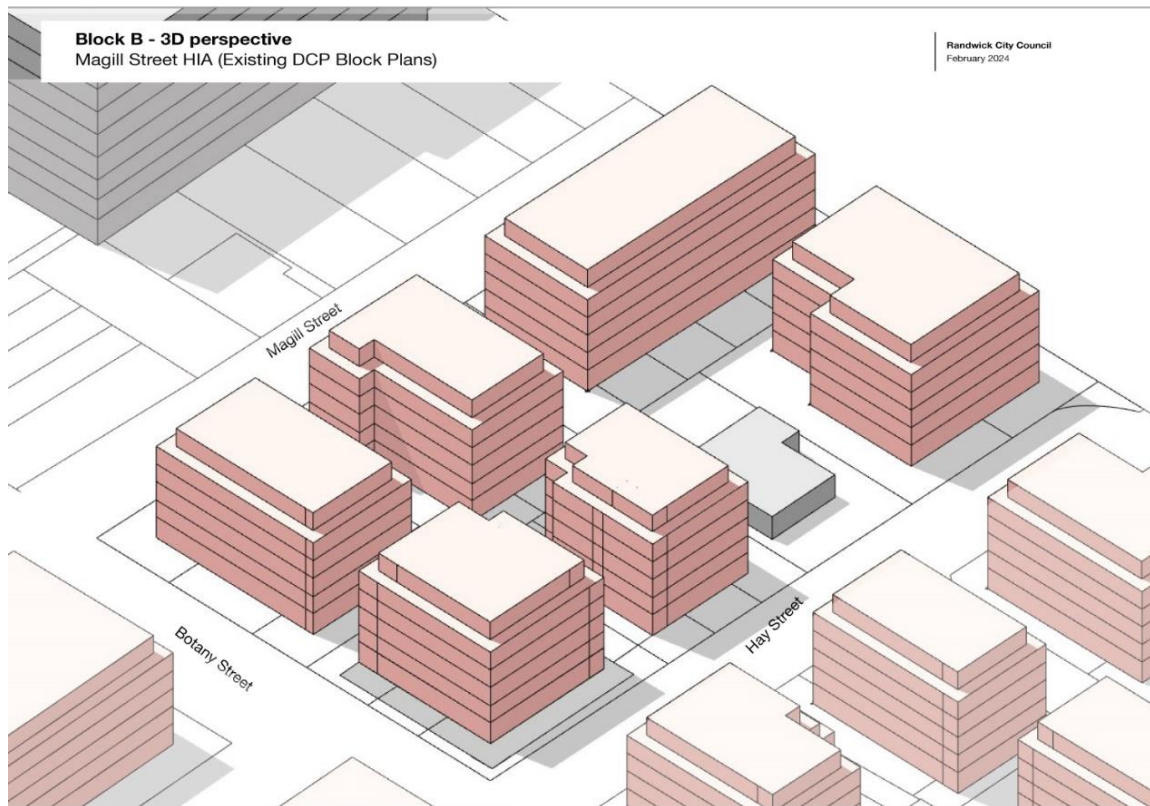 Block B - 3D perspective
Magill Street HIA (Existing DCP Block Plans)
Randwick City Council
February 2024
Magill Street
Botany Street
Hay Street